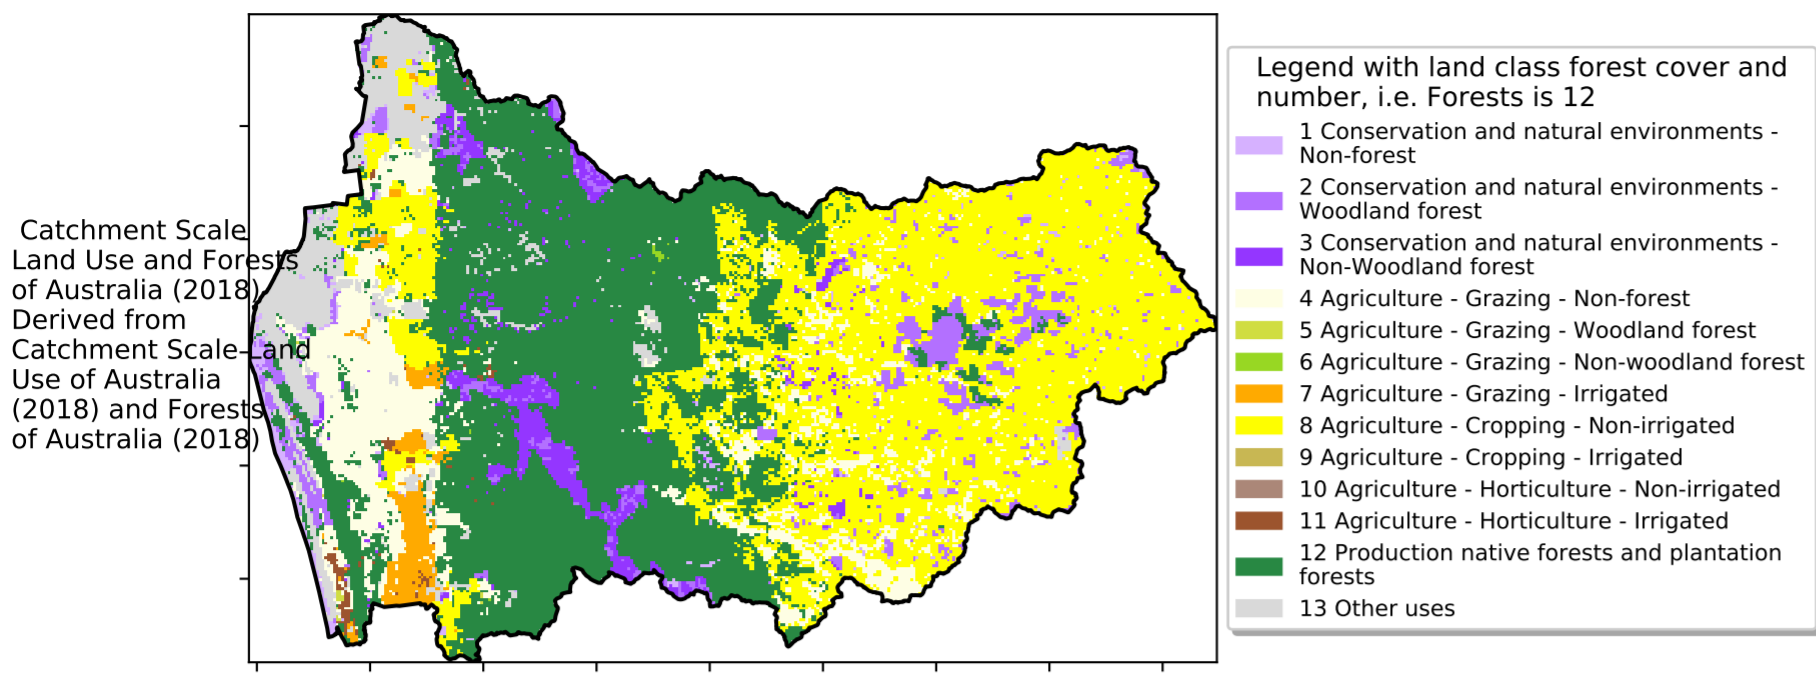 Catchment Scale
Land Use and Forests
of Australia (2018)
Derived from
Catchment Scale Land
Use of Australia
(2018) and Forests
of Australia (2018)
Legend with land class forest cover and
number, i.e. Forests is 12
1 Conservation and natural environments -
Non-forest
2 Conservation and natural environments -
Woodland forest
3 Conservation and natural environments -
Non-Woodland forest
4 Agriculture - Grazing - Non-forest
5 Agriculture - Grazing - Woodland forest
6 Agriculture - Grazing - Non-woodland forest
7 Agriculture - Grazing - Irrigated
8 Agriculture - Cropping - Non-irrigated
9 Agriculture - Cropping - Irrigated
10 Agriculture - Horticulture - Non-irrigated
11 Agriculture - Horticulture - Irrigated
12 Production native forests and plantation
forests
13 Other uses